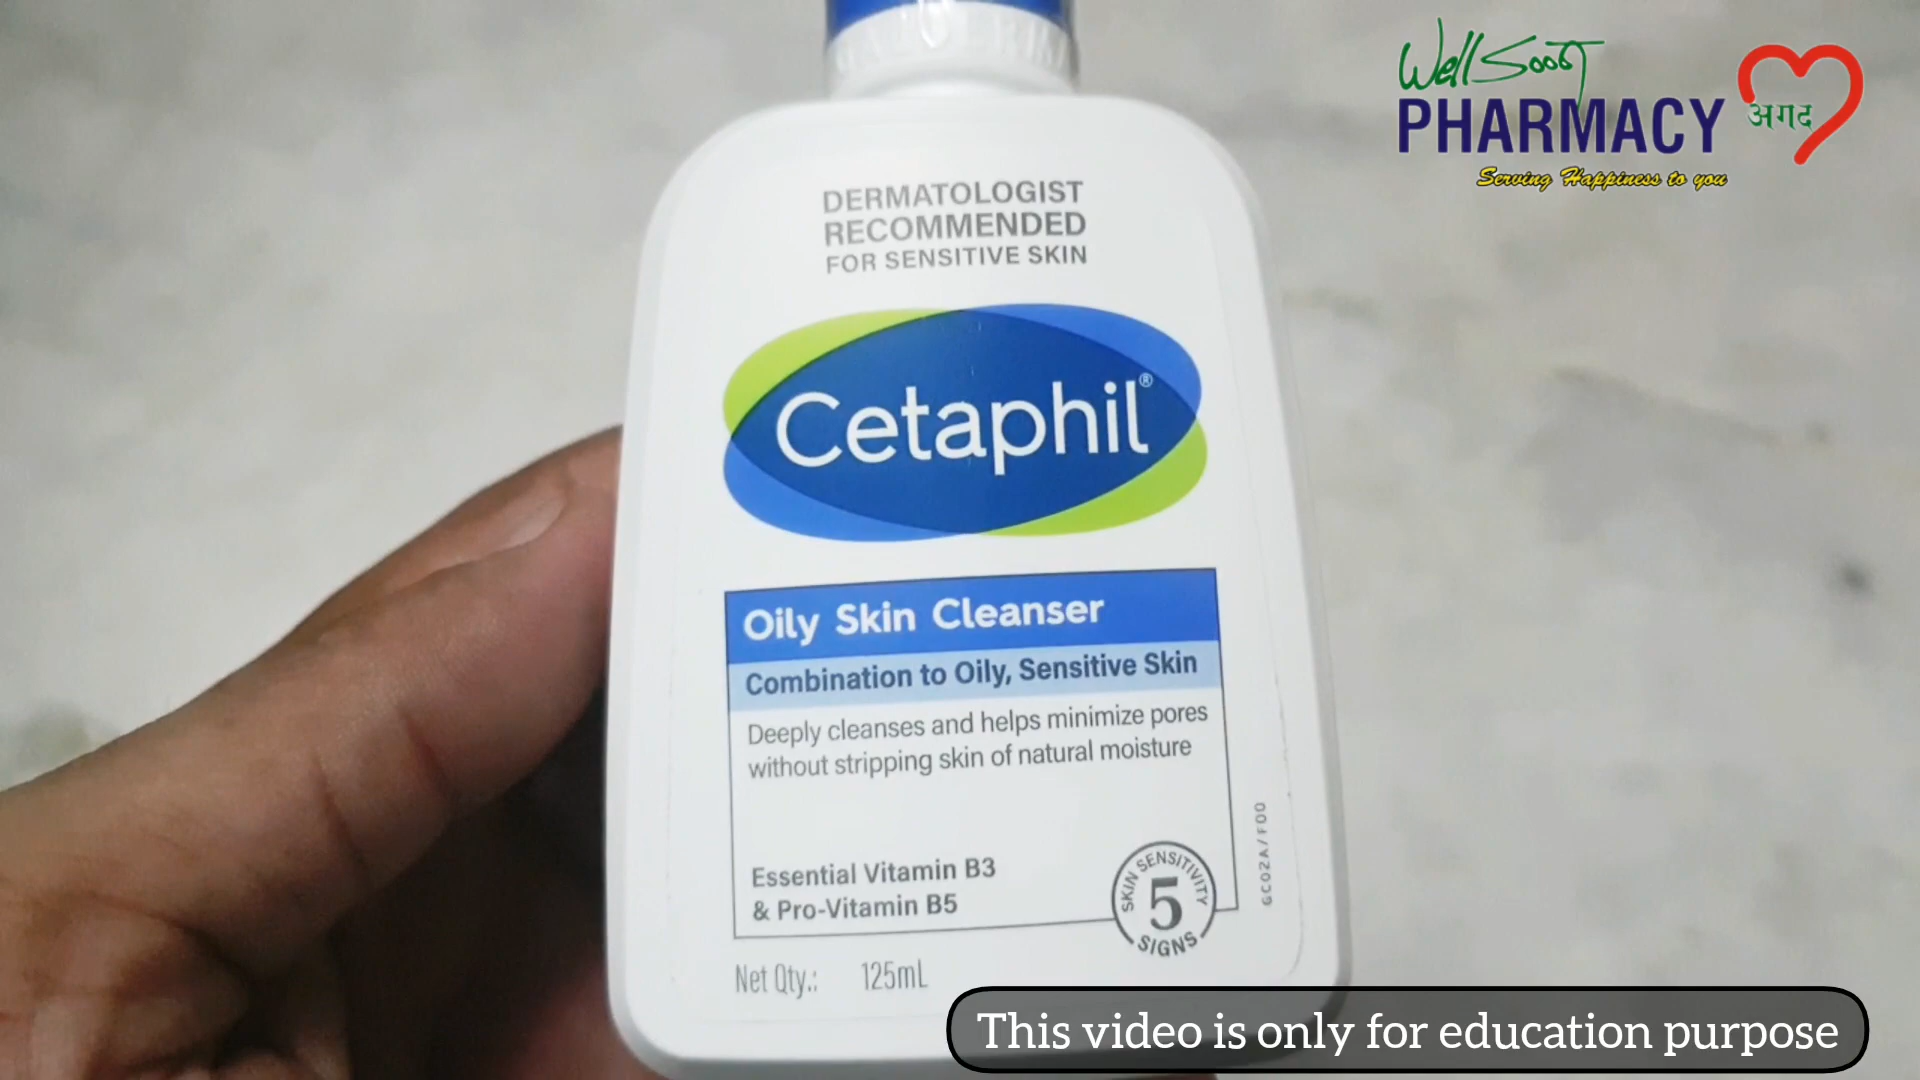 Well Soon
PHARMACY
अगद
Serving Happiness to you
DERMATOLOGIST
RECOMMENDED
FOR SENSITIVE SKIN
Cetaphil®
Oily Skin Cleanser
Combination to Oily, Sensitive Skin
Deeply cleanses and helps minimize pores
without stripping skin of natural moisture
Essential Vitamin B3
& Pro-Vitamin B5
SKIN SENSITIVITY
5
SIGNS
GC02A/F00
Net Qty.: 125mL
This video is only for education purpose